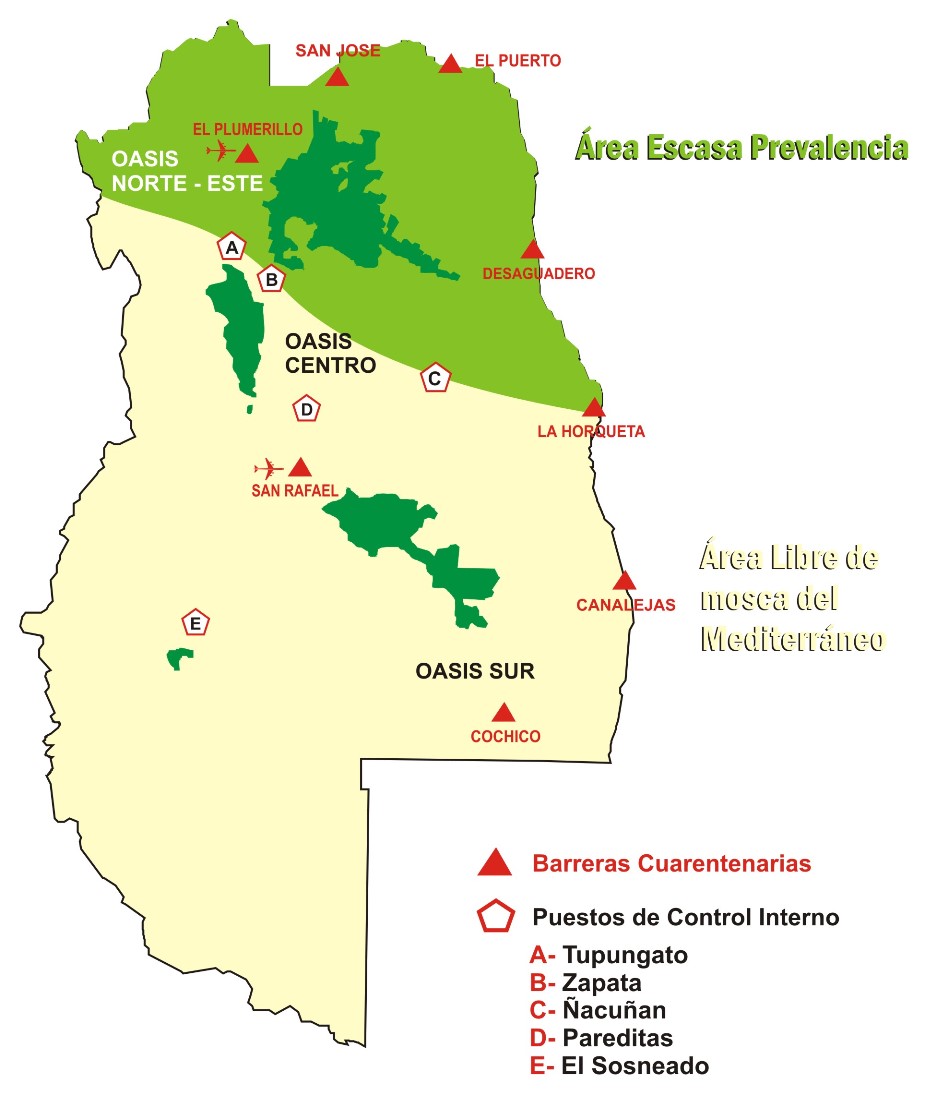 SAN JOSE
EL PUERTO
EL PLUMERILLO
Área Escasa Prevalencia
OASIS
NORTE - ESTE
A
B
DESAGUADERO
OASIS
CENTRO
C
D
LA HORQUETA
SAN RAFAEL
Área Libre de
mosca del
Mediterráneo
CANALEJAS
E
OASIS SUR
COCHICO
Barreras Cuarentenarias
Puestos de Control Interno
A- Tupungato
B- Zapata
C- Ñacuñan
D- Pareditas
E- El Sosneado